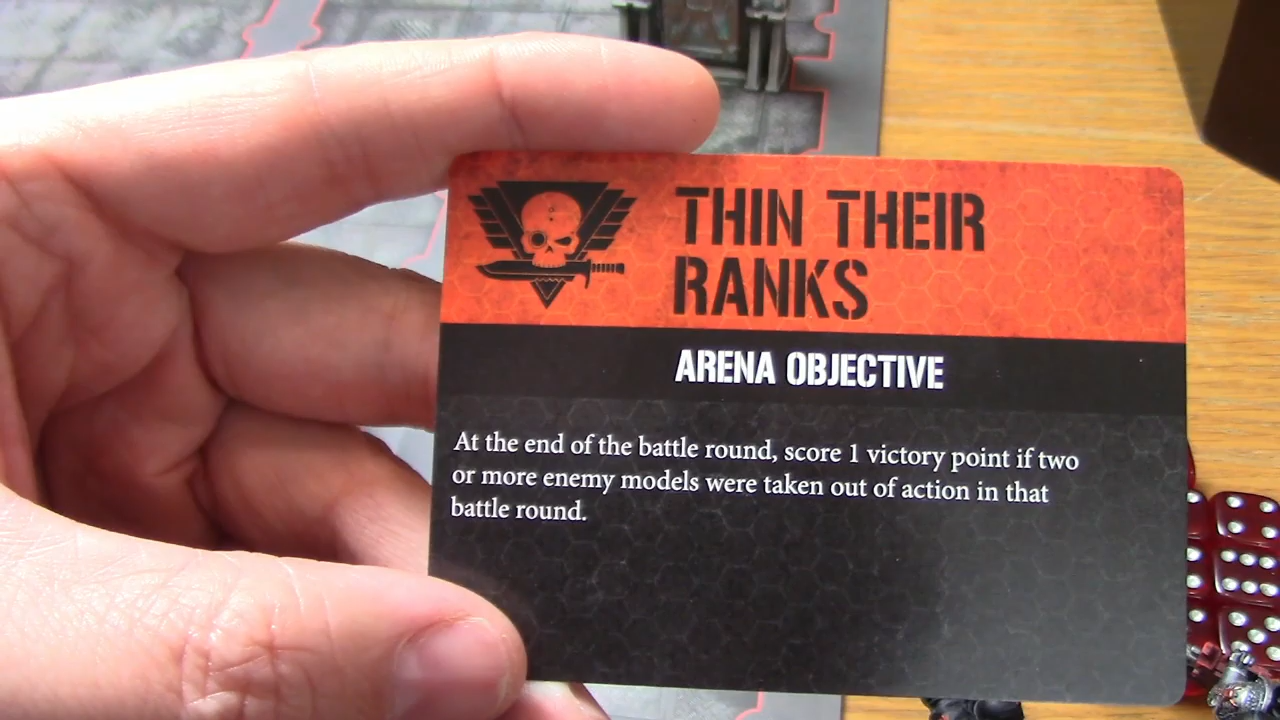 THIN THEIR
RANKS
ARENA OBJECTIVE
At the end of the battle round, score 1 victory point if two
or more enemy models were taken out of action in that
battle round.